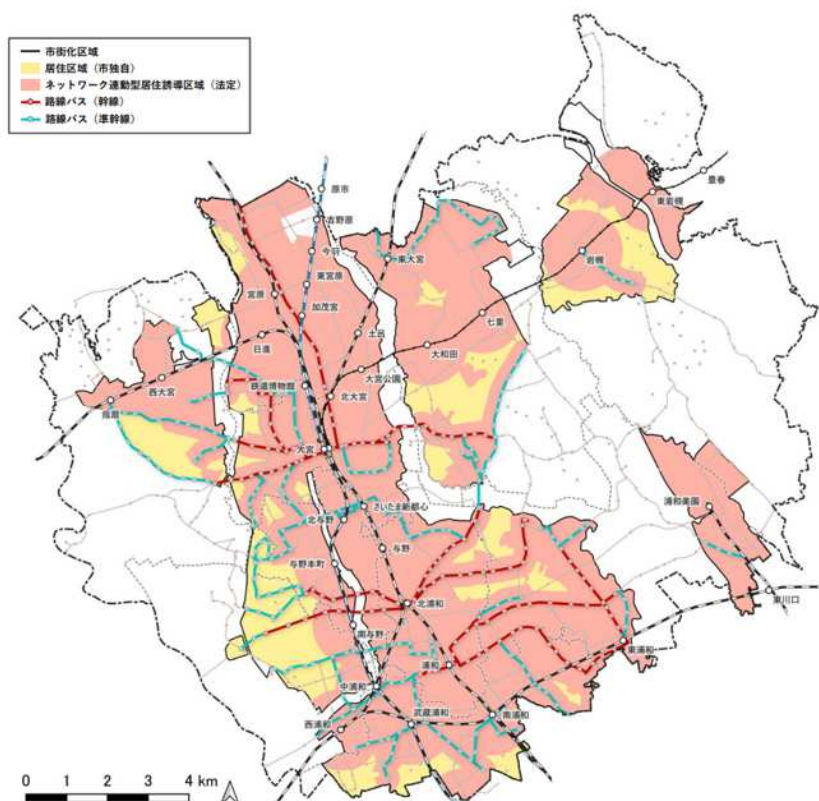 市街化区域
居住区域（市独自）
ネットワーク連動型居住誘導区域（法定）
路線バス（幹線）
路線バス（準幹線）
原市
吉野原
今羽
東宮原
宮原
加茂宮
東大宮
土呂
日進
大宮公園
大和田
七里
岩槻
東岩槻
豊春
西大宮
指扇
鉄道博物館
北大宮
大宮
さいたま新都心
北与野
与野
与野本町
北浦和
南与野
浦和
中浦和
西浦和
武蔵浦和
南浦和
東浦和
浦和美園
東川口
0 1 2 3 4 km